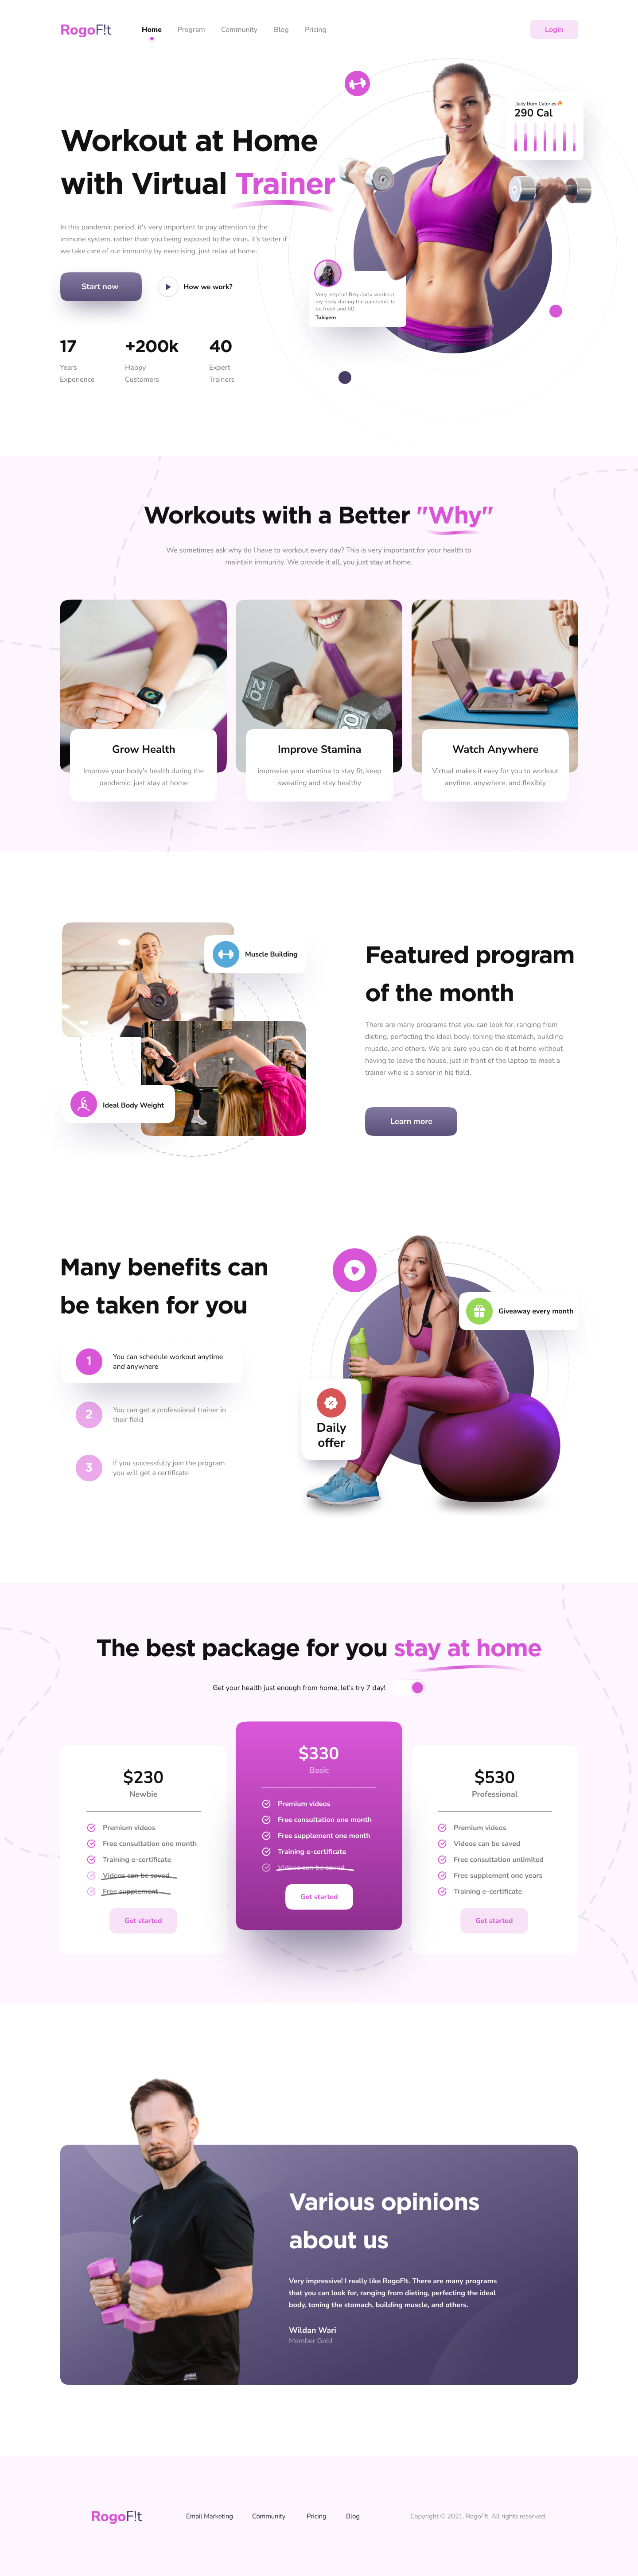 RogoF!t
Home
Program
Community
Blog
Pricing
Login
Workout at Home
with Virtual Trainer
In this pandemic period, it's very important to pay attention to the
immune system, rather than you being exposed to the virus, it's better if
we take care of our immunity by exercising, just relax at home.
Start now
How we work?
17
Years
Experience
+200k
Happy
Customers
40
Expert
Trainers
Daily Burn Calories
290 Cal
Very helpful! Regularly workout
my body during the pandemic to
be fresh and fit!
Tukiyem
Workouts with a Better "Why"
We sometimes ask why do I have to workout every day? This is very important for your health to
maintain immunity. We provide it all, you just stay at home.
20
20
Grow Health
Improve your body's health during the
pandemic, just stay at home
Improve Stamina
improvise your stamina to stay fit, keep
sweating and stay healthy
Watch Anywhere
Virtual makes it easy for you to workout
anytime, anywhere, and flexibly
Muscle Building
Ideal Body Weight
Featured program
of the month
There are many programs that you can look for, ranging from
dieting, perfecting the ideal body, toning the stomach, building
muscle, and others. We are sure you can do it at home without
having to leave the house, just in front of the laptop to meet a
trainer who is a senior in his field.
Learn more
Many benefits can
be taken for you
1
You can schedule workout anytime
and anywhere
2
You can get a professional trainer in
their field
3
If you successfully join the program
you will get a certificate
Giveaway every month
Daily
offer
The best package for you stay at home
Get your health just enough from home, let's try 7 day!
$230
Newbie
Premium videos
Free consultation one month
Training e-certificate
Videos can be saved
Free supplement
Get started
$330
Basic
Premium videos
Free consultation one month
Free supplement one month
Training e-certificate
Videos can be saved
Get started
$530
Professional
Premium videos
Videos can be saved
Free consultation unlimited
Free supplement one years
Training e-certificate
Get started
Various opinions
about us
Very impressive! I really like RogoF!t. There are many programs
that you can look for, ranging from dieting, perfecting the ideal
body, toning the stomach, building muscle, and others.
Wildan Wari
Member Gold
RogoF!t
Email Marketing
Community
Pricing
Blog
Copyright © 2021. RogoF!t. All rights reserved.